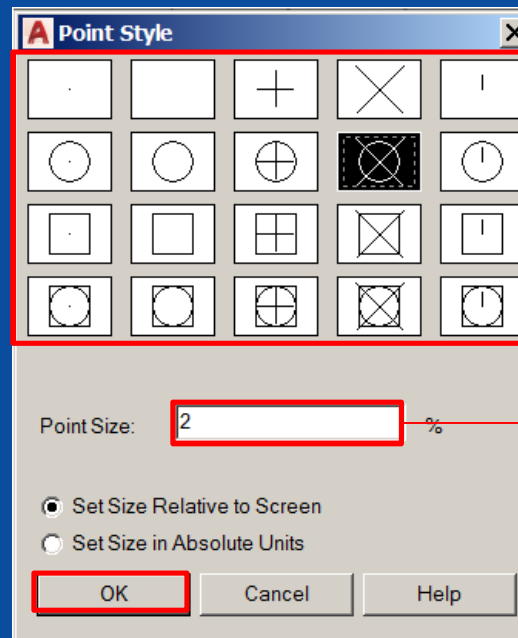 A Point Style
Point Size: 2 %
Set Size Relative to Screen
Set Size in Absolute Units
OK Cancel Help